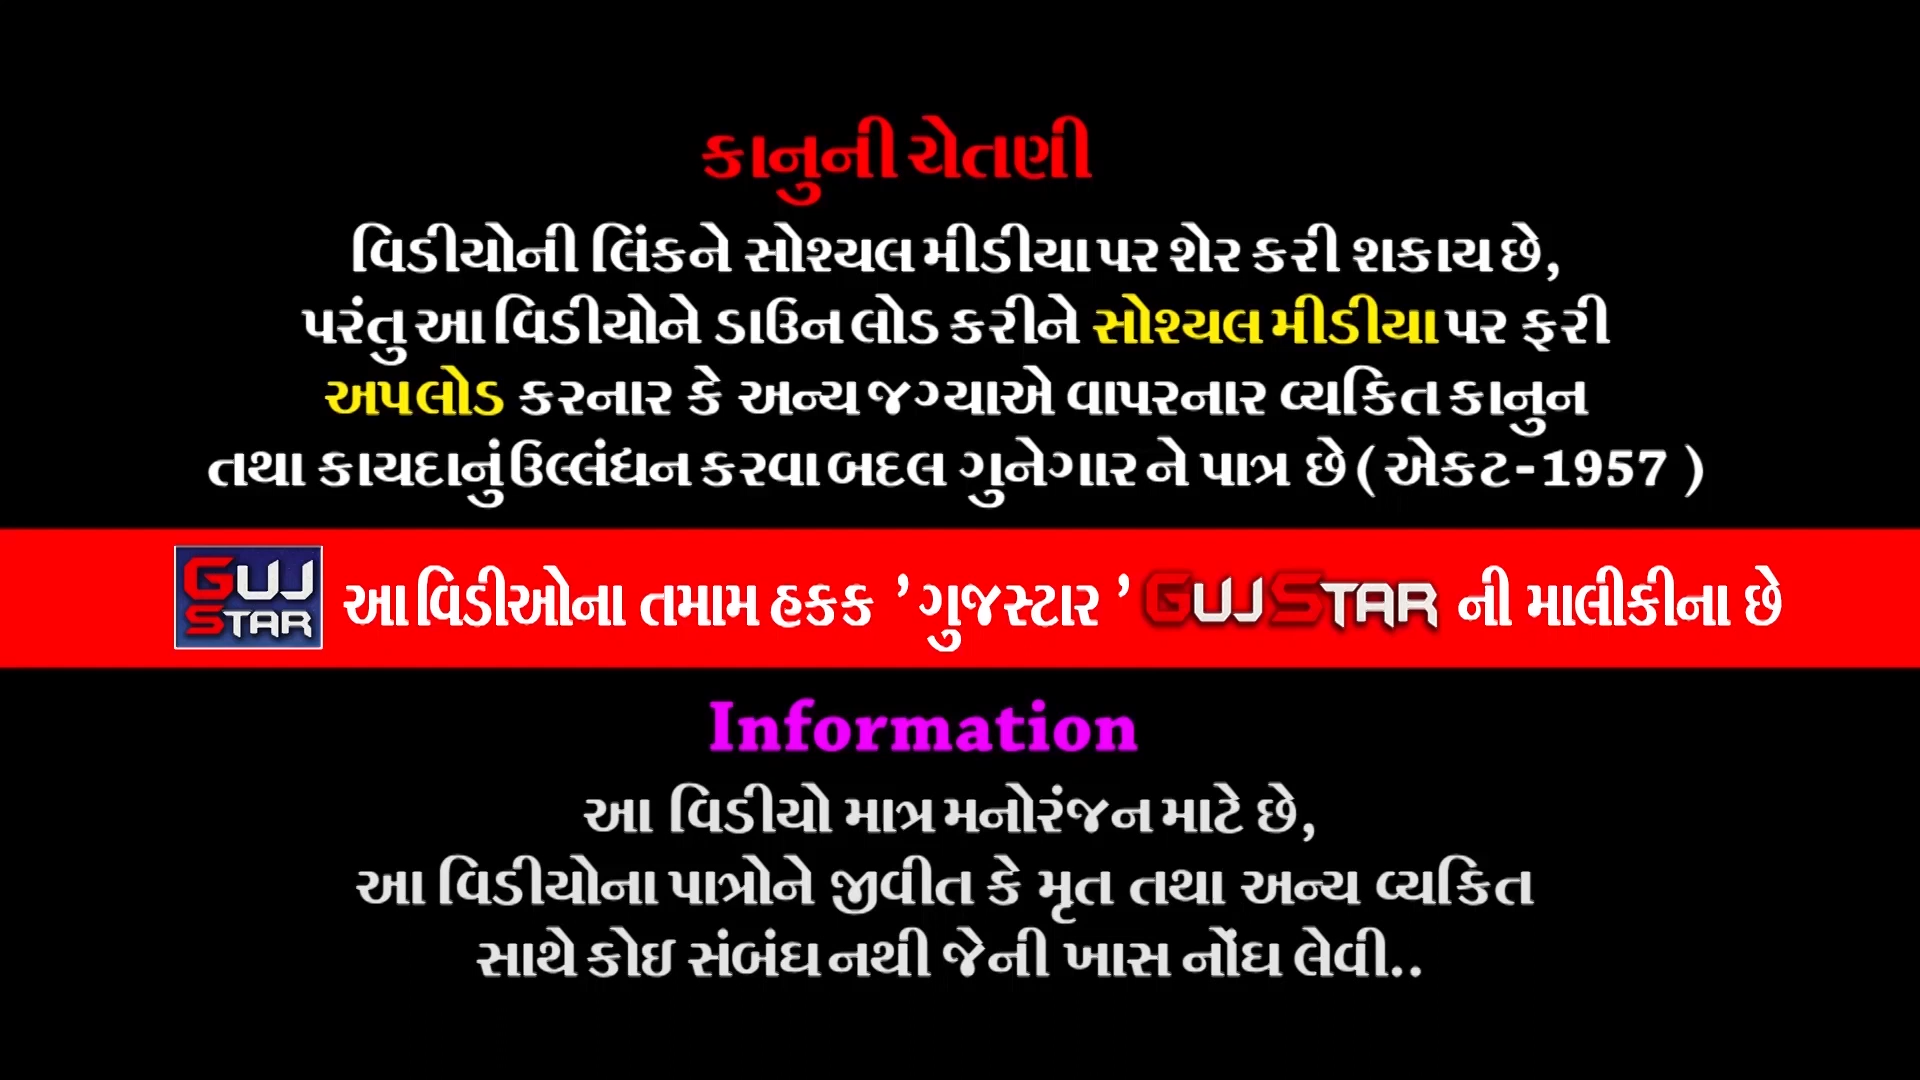 કાનુની ચેતણી
વિડીયોની લિંકને સોશ્યલ મીડીયા પર શેર કરી શકાય છે,
પરંતુ આ વિડીયોને ડાઉન લોડ કરીને સોશ્યલ મીડીયા પર ફરી
અપલોડ કરનાર કે અન્ય જગ્યાએ વાપરનાર વ્યકિત કાનુન
તથા કાયદાનું ઉલ્લંઘન કરવા બદલ ગુનેગાર ને પાત્ર છે ( એકટ-1957 )
GUJ STAR આ વિડીઓના તમામ હકક ' ગુજસ્ટાર ' GUJ STAR ની માલીકીના છે
Information
આ વિડીયો માત્ર મનોરંજન માટે છે,
આ વિડીયોના પાત્રોને જીવીત કે મૃત તથા અન્ય વ્યકિત
સાથે કોઇ સંબંઘ નથી જેની ખાસ નોંઘ લેવી..